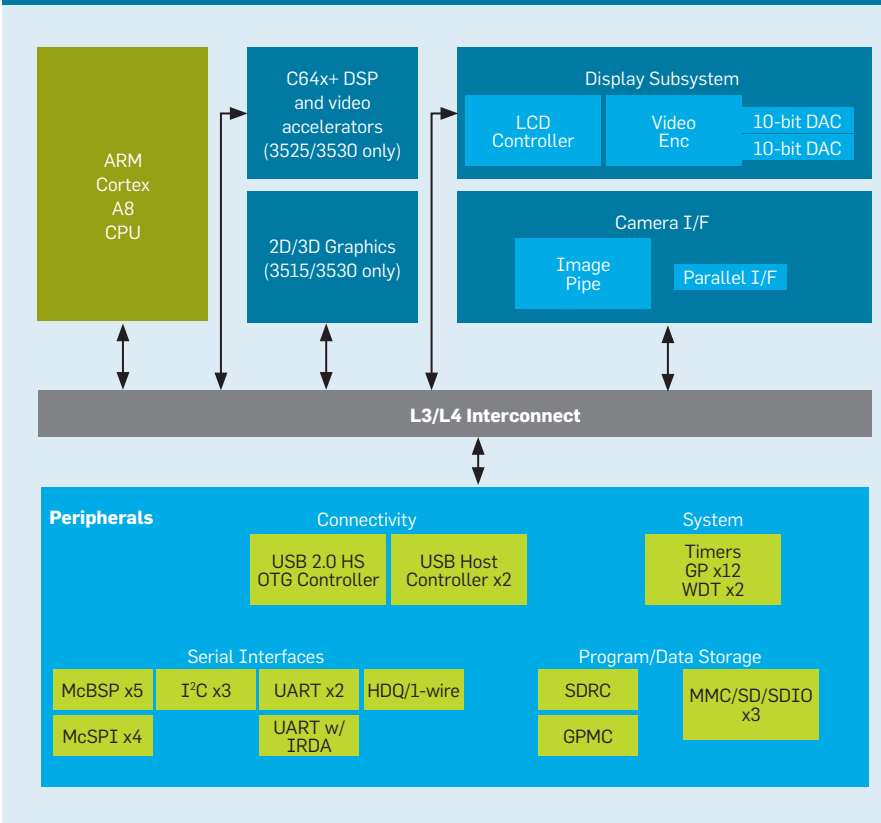 ARM
Cortex
A8
CPU
C64x+ DSP
and video
accelerators
(3525/3530 only)
2D/3D Graphics
(3515/3530 only)
Display Subsystem
LCD
Controller
Video
Enc
10-bit DAC
10-bit DAC
Camera I/F
Image
Pipe
Parallel I/F
L3/L4 Interconnect
Peripherals
Connectivity
USB 2.0 HS
OTG Controller
USB Host
Controller x2
System
Timers
GP x12
WDT x2
Serial Interfaces
McBSP x5
I²C x3
UART x2
HDQ/1-wire
McSPI x4
UART w/
IRDA
Program/Data Storage
SDRC
GPMC
MMC/SD/SDIO
x3